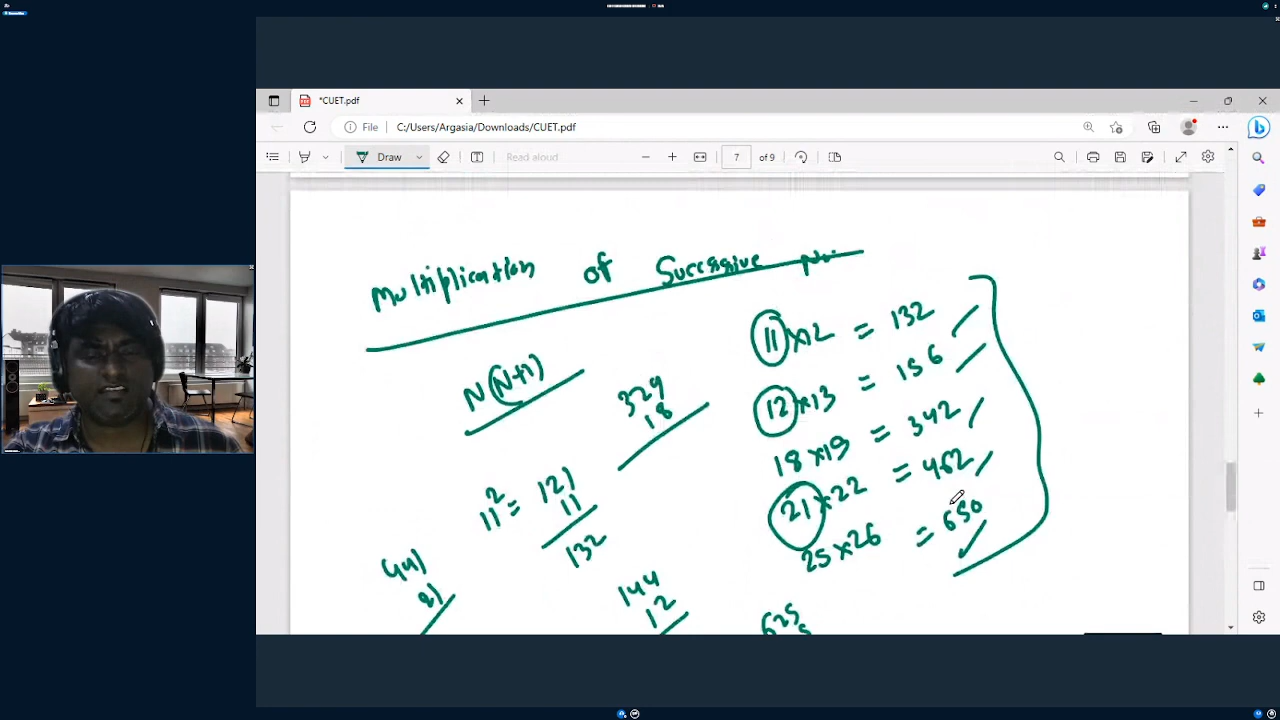 *CUET.pdf
File C:/Users/Argasia/Downloads/CUET.pdf
Draw
Read aloud
7 of 9
Multiplication of Successive No.
N(N+1)
11² = 121
11
132
329
18
11 × 12 = 132
12 × 13 = 156
18 × 19 = 342
21 × 22 = 462
25 × 26 = 650
441
21
144
12
625